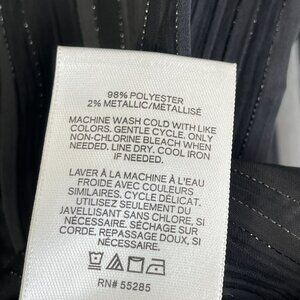 98% POLYESTER
2% METALLIC/MÉTALLISÉ
MACHINE WASH COLD WITH LIKE
COLORS. GENTLE CYCLE. ONLY
NON-CHLORINE BLEACH WHEN
NEEDED. LINE DRY. COOL IRON
IF NEEDED.
LAVER À LA MACHINE À L'EAU
FROIDE AVEC COULEURS
SIMILAIRES. CYCLE DÉLICAT.
UTILISEZ SEULEMENT DU
JAVELLISANT SANS CHLORE SI
NÉCESSAIRE. SÉCHAGE SUR
CORDE. REPASSAGE DOUX, SI
NÉCESSAIRE.
RN# 55285